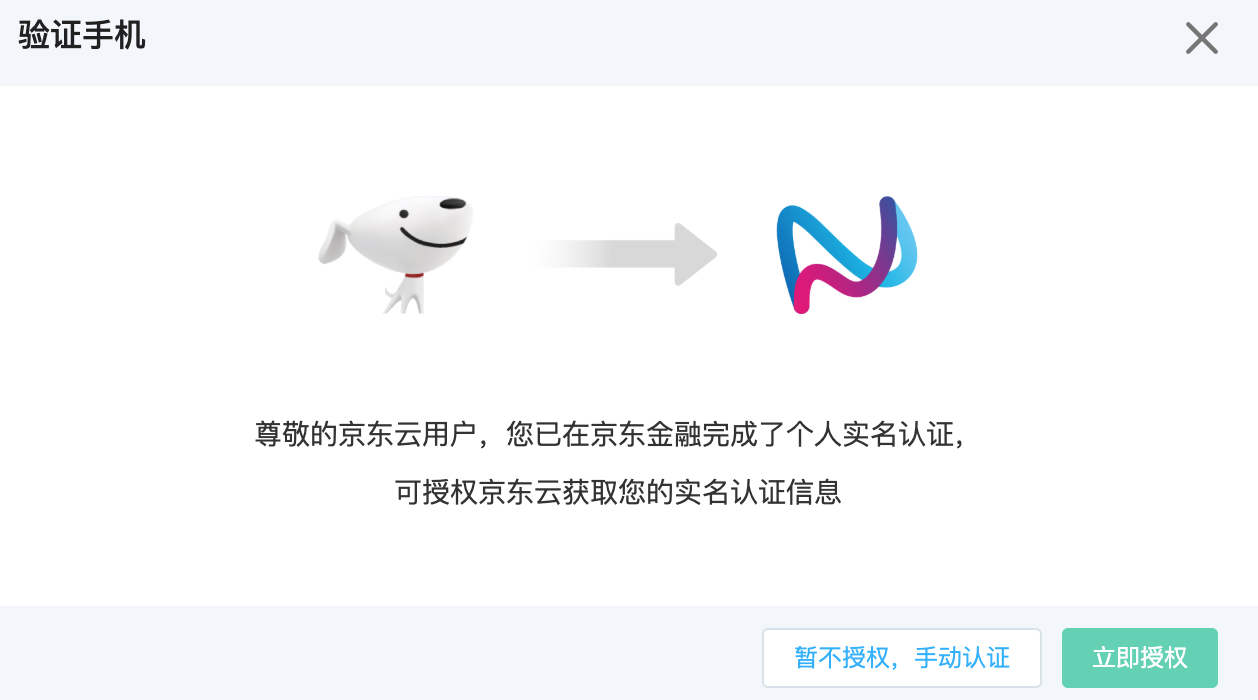 验证手机
尊敬的京东云用户，您已在京东金融完成了个人实名认证，
可授权京东云获取您的实名认证信息
暂不授权，手动认证
立即授权